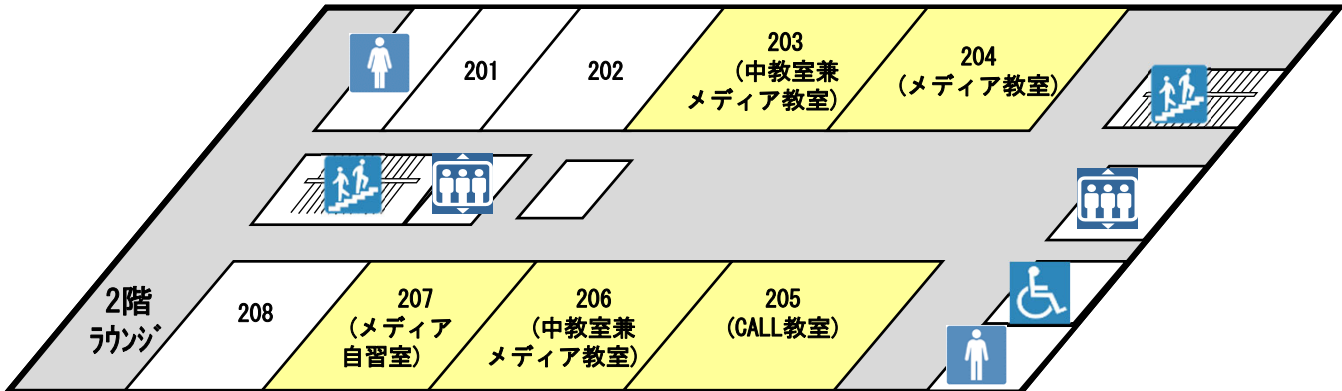 201
202
203
(中教室兼
メディア教室)
204
(メディア教室)
2階
ラウンジ
208
207
(メディア
自習室)
206
(中教室兼
メディア教室)
205
(CALL教室)